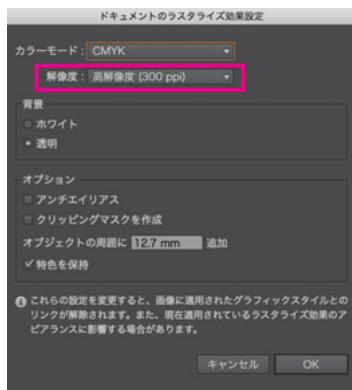 ドキュメントのラスタライズ効果設定
カラーモード : CMYK
解像度 : 高解像度 (300 ppi)
背景
ホワイト
透明
オプション
アンチエイリアス
クリッピングマスクを作成
オブジェクトの周囲に 12.7 mm 追加
特色を保持
これらの設定を変更すると、画像に適用されたグラフィックスタイルとの
リンクが解除されます。また、現在適用されているラスタライズ効果のア
ピアランスに影響する場合があります。
キャンセル OK